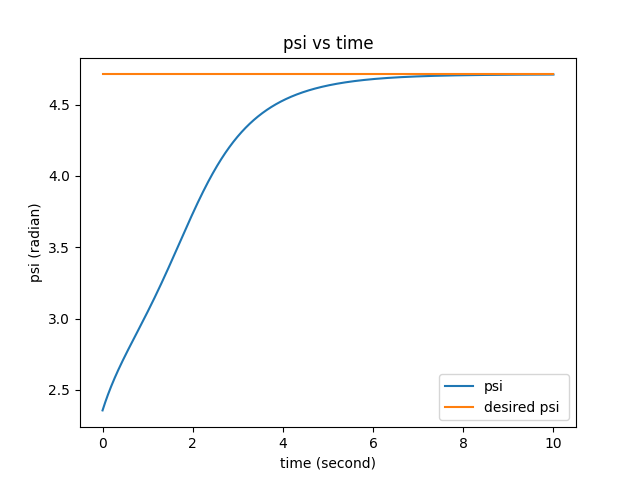 psi vs time
psi (radian)
4.5
4.0
3.5
3.0
2.5
0 2 4 6 8 10
time (second)
psi
desired psi